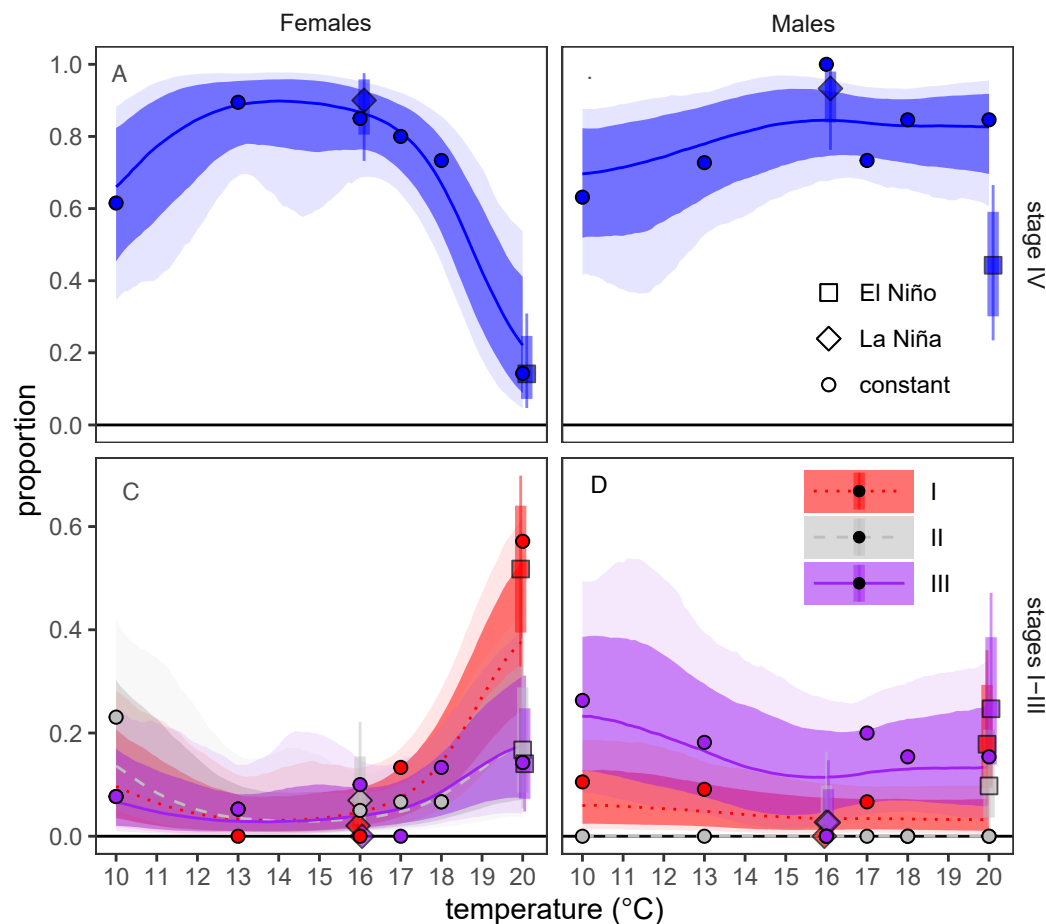 Females
Males
proportion
1.0
0.8
0.6
0.4
0.2
0.0
A
El Niño
La Niña
constant
stage IV
0.6
0.4
0.2
0.0
C
D
I
II
III
stages I–III
10 11 12 13 14 15 16 17 18 19 20
10 11 12 13 14 15 16 17 18 19 20
temperature (°C)